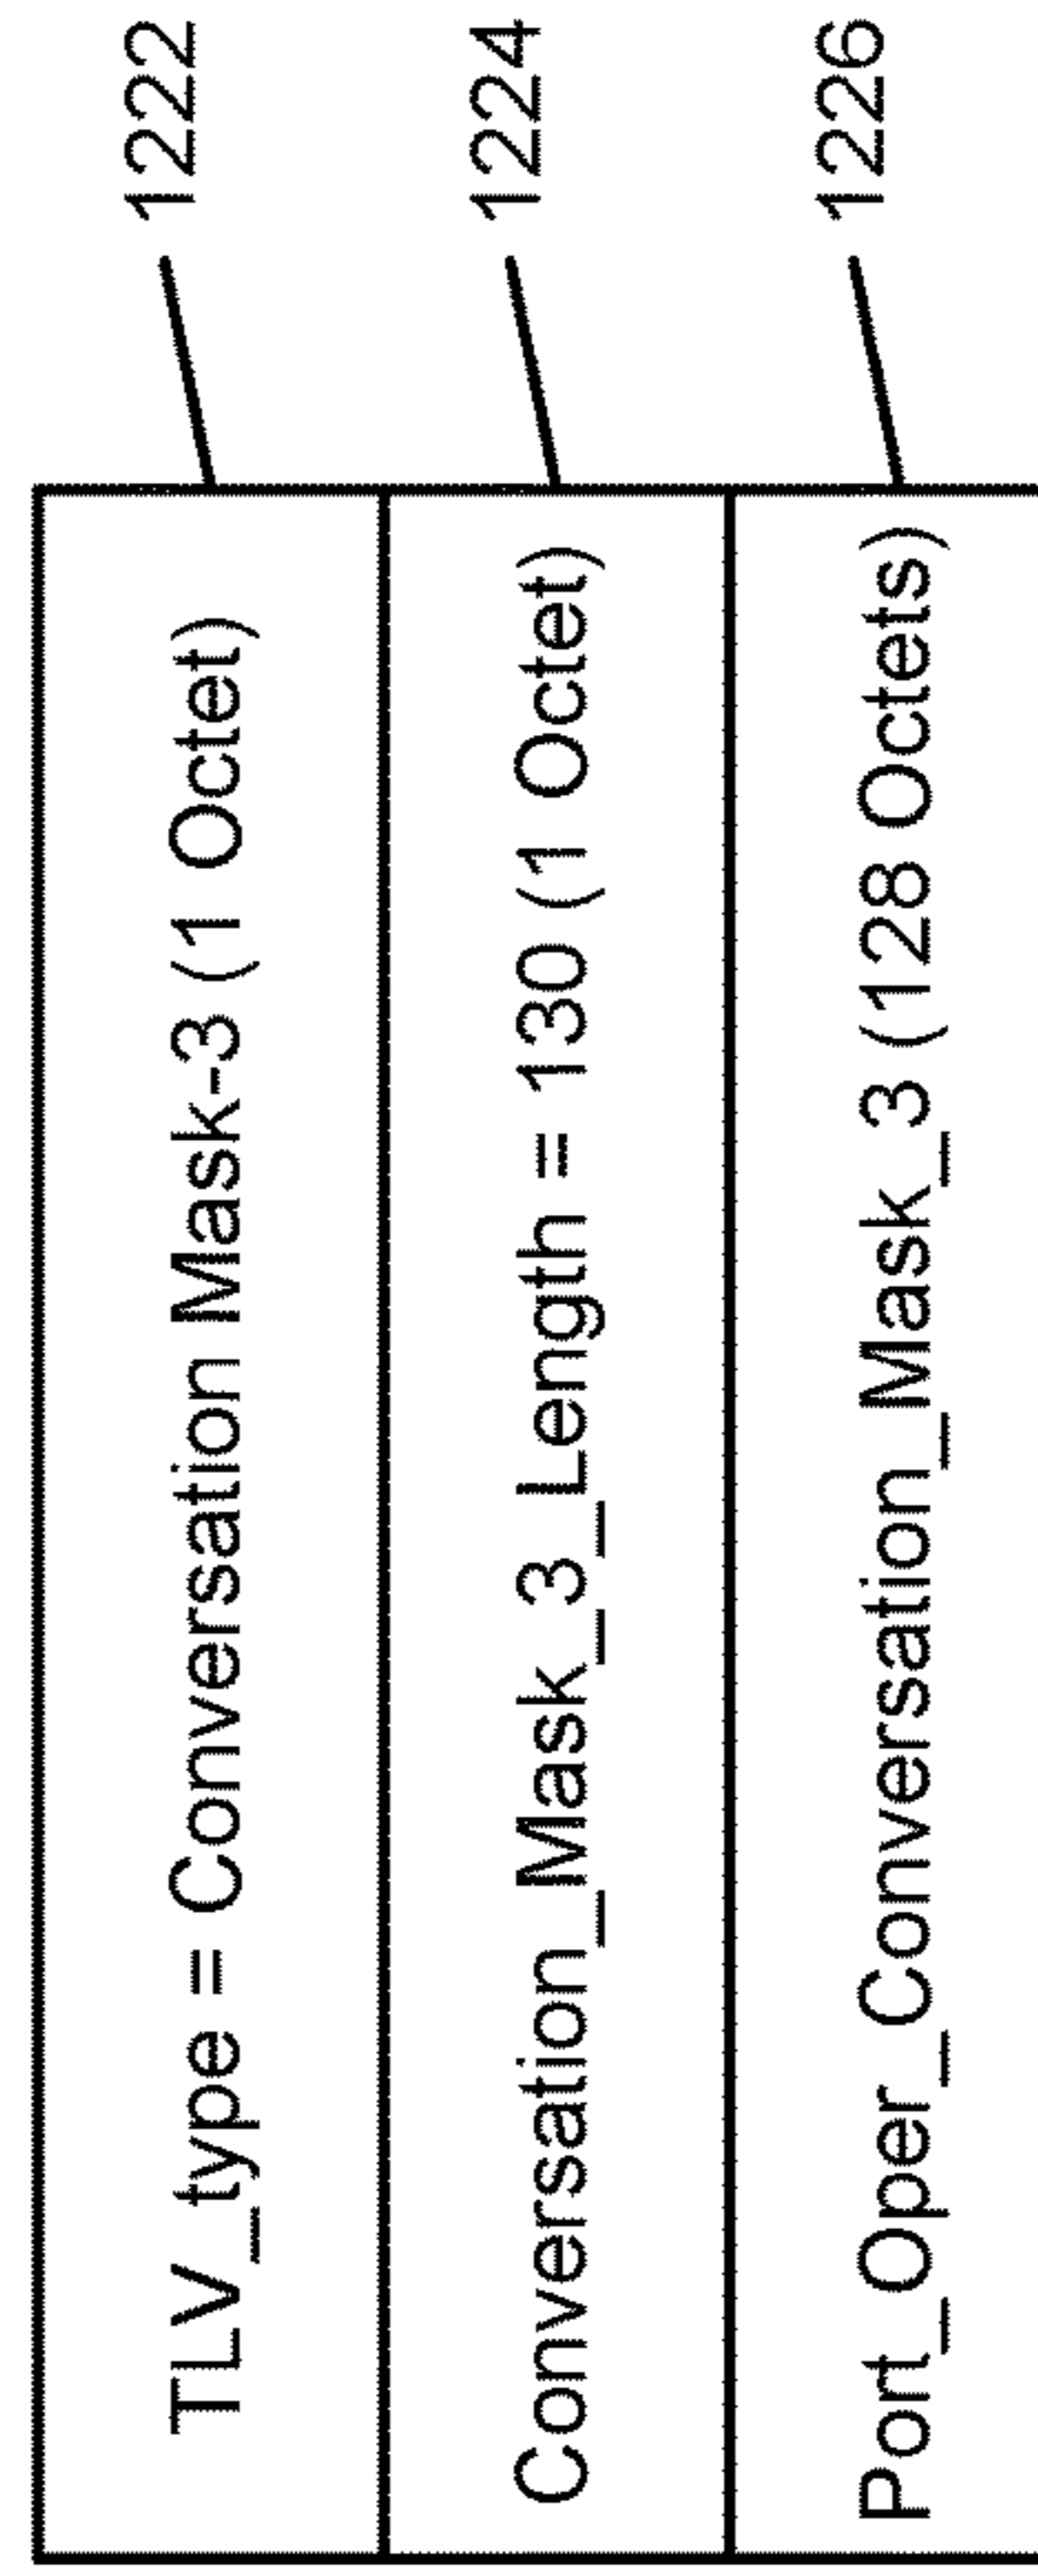 TLV_type = Conversation Mask-3 (1 Octet) 1222
Conversation_Mask_3_Length = 130 (1 Octet) 1224
Port_Oper_Conversation_Mask_3 (128 Octets) 1226